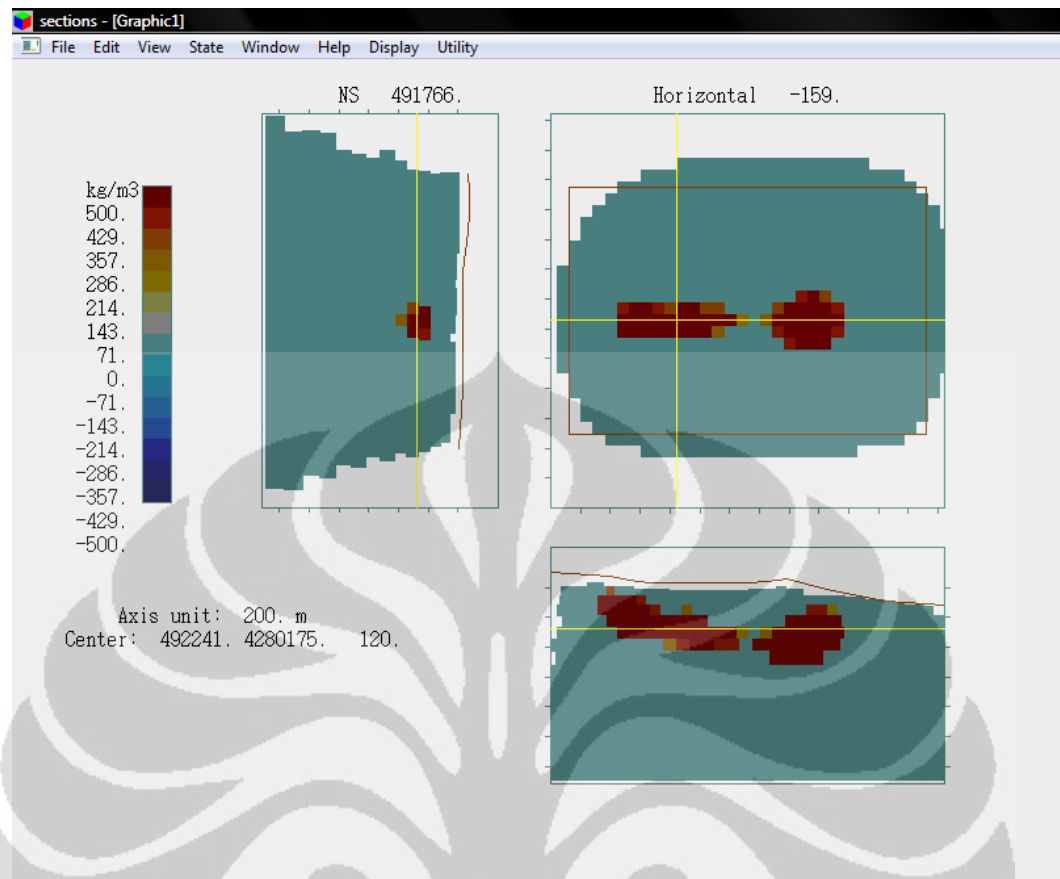 sections - [Graphic1]
File Edit View State Window Help Display Utility
NS 491766.
Horizontal -159.
kg/m3
500.
429.
357.
286.
214.
143.
71.
0.
-71.
-143.
-214.
-286.
-357.
-429.
-500.
Axis unit: 200. m
Center: 492241. 4280175. 120.